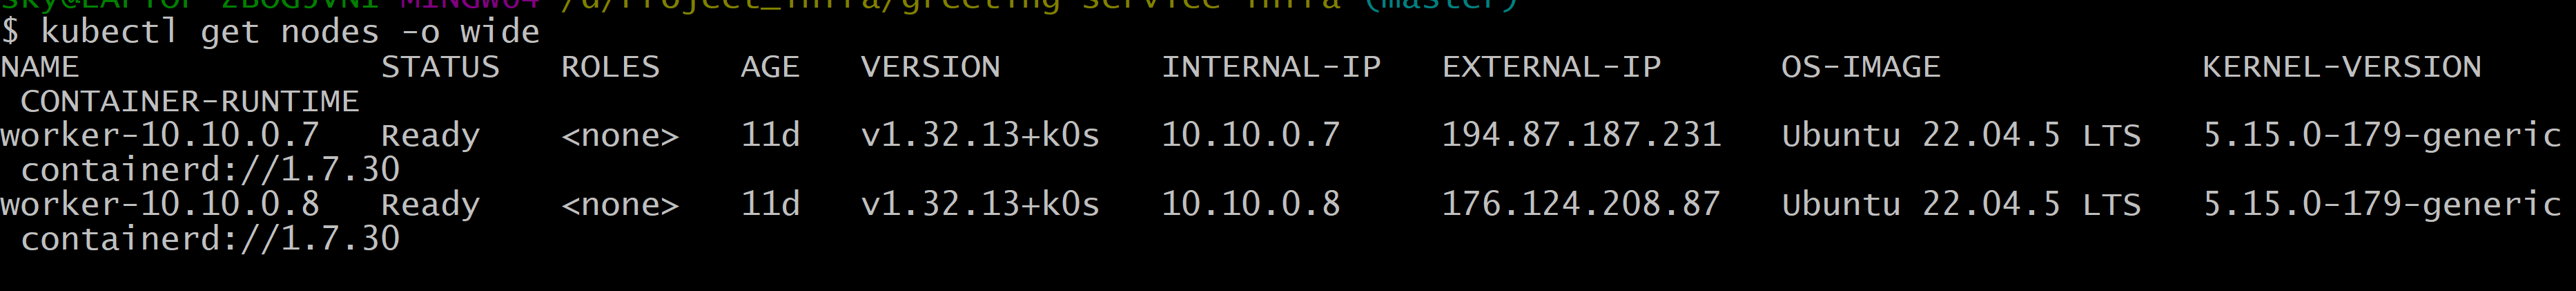 $ kubectl get nodes -o wide
NAME STATUS ROLES AGE VERSION INTERNAL-IP EXTERNAL-IP OS-IMAGE KERNEL-VERSION
CONTAINER-RUNTIME
worker-10.10.0.7 Ready <none> 11d v1.32.13+k0s 10.10.0.7 194.87.187.231 Ubuntu 22.04.5 LTS 5.15.0-179-generic
containerd://1.7.30
worker-10.10.0.8 Ready <none> 11d v1.32.13+k0s 10.10.0.8 176.124.208.87 Ubuntu 22.04.5 LTS 5.15.0-179-generic
containerd://1.7.30